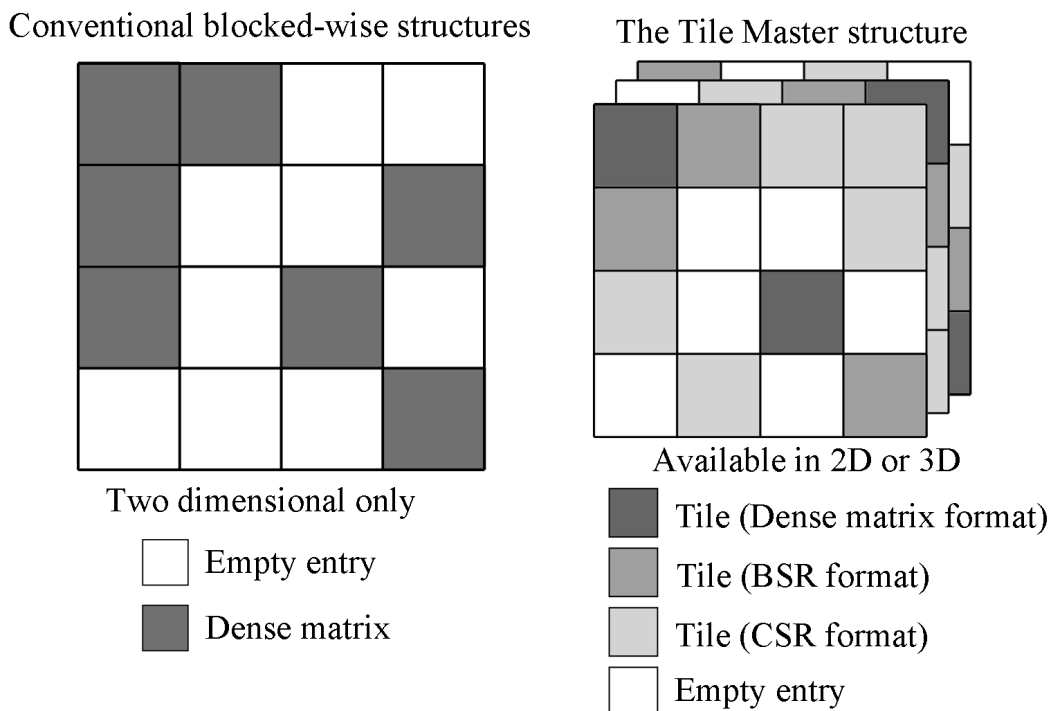 Conventional blocked-wise structures
The Tile Master structure
Two dimensional only
Empty entry
Dense matrix
Available in 2D or 3D
Tile (Dense matrix format)
Tile (BSR format)
Tile (CSR format)
Empty entry